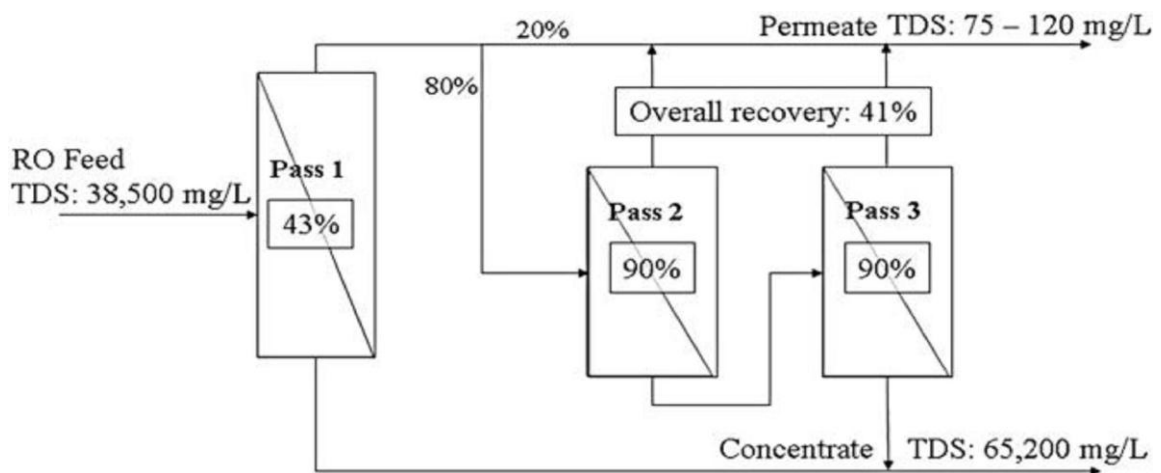 20%
Permeate TDS: 75 – 120 mg/L
80%
Overall recovery: 41%
RO Feed
TDS: 38,500 mg/L
Pass 1
43%
Pass 2
90%
Pass 3
90%
Concentrate
TDS: 65,200 mg/L